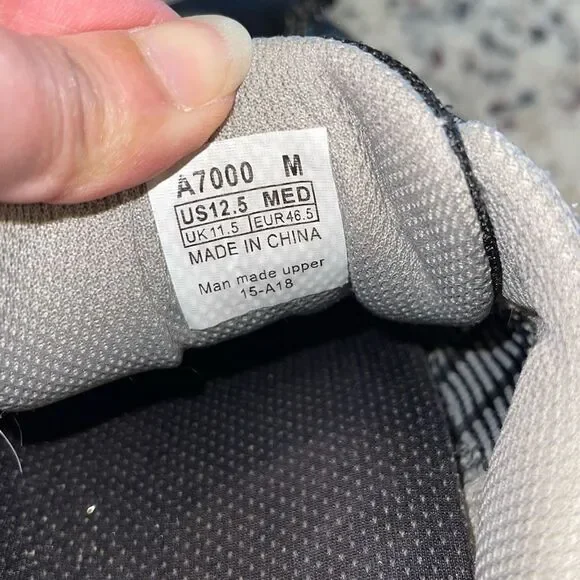 A7000 M
US12.5 MED
UK11.5 EUR46.5
MADE IN CHINA
Man made upper
15-A18